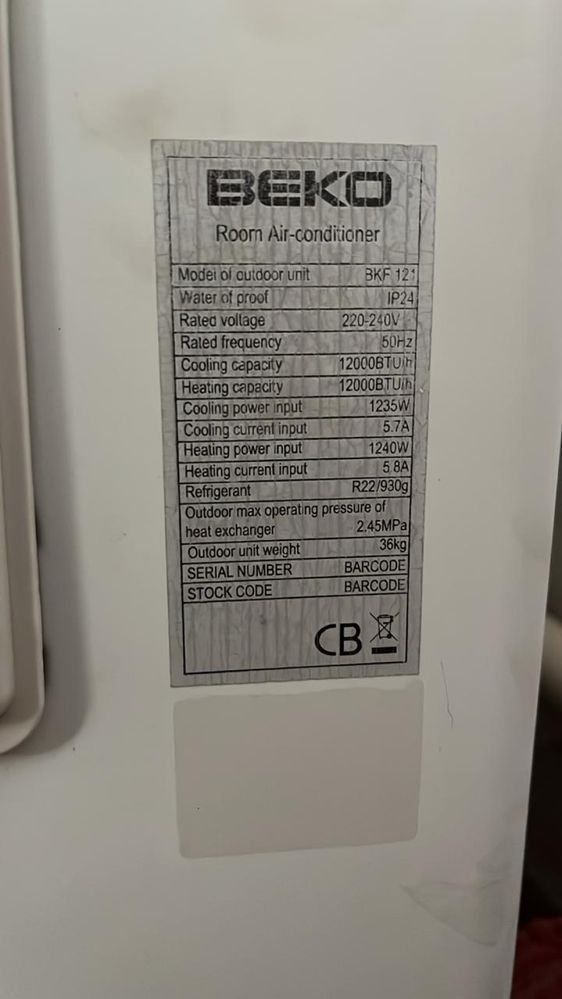 BEKO
Room Air-conditioner
Model of outdoor unit BKF 121
Water of proof IP24
Rated voltage 220-240V
Rated frequency 50Hz
Cooling capacity 12000BTU/h
Heating capacity 12000BTU/h
Cooling power input 1235W
Cooling current input 5.7A
Heating power input 1240W
Heating current input 5.8A
Refrigerant R22/930g
Outdoor max operating pressure of
heat exchanger 2.45MPa
Outdoor unit weight 36kg
SERIAL NUMBER BARCODE
STOCK CODE BARCODE
CB